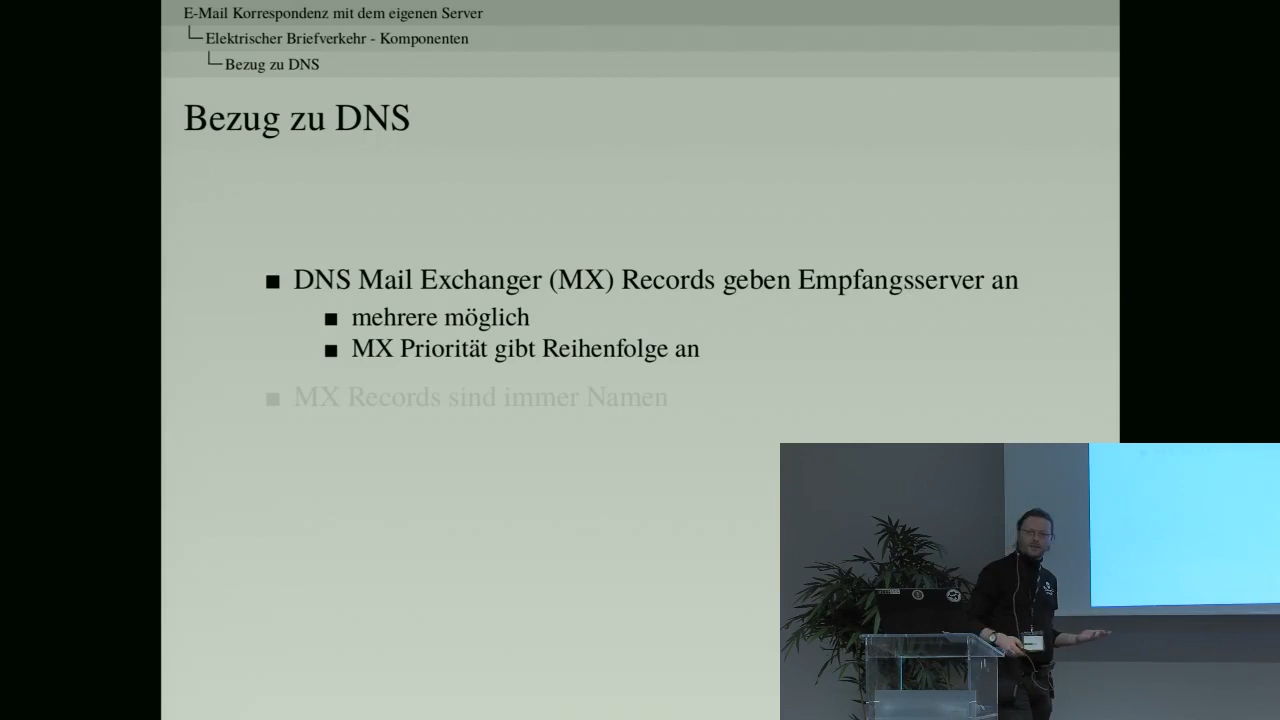 E-Mail Korrespondenz mit dem eigenen Server
Elektrischer Briefverkehr - Komponenten
Bezug zu DNS
Bezug zu DNS
DNS Mail Exchanger (MX) Records geben Empfangsserver an
mehrere möglich
MX Priorität gibt Reihenfolge an
MX Records sind immer Namen